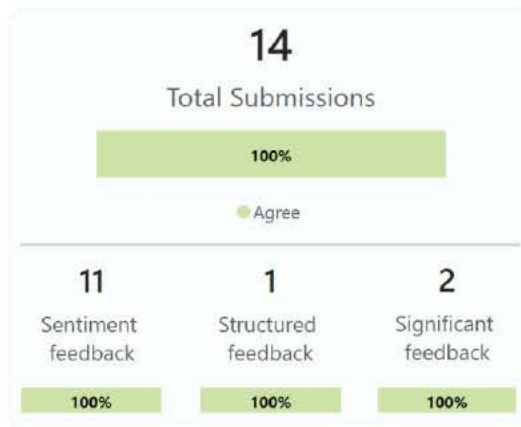 14
Total Submissions
100%
Agree
11
Sentiment
feedback
100%
1
Structured
feedback
100%
2
Significant
feedback
100%